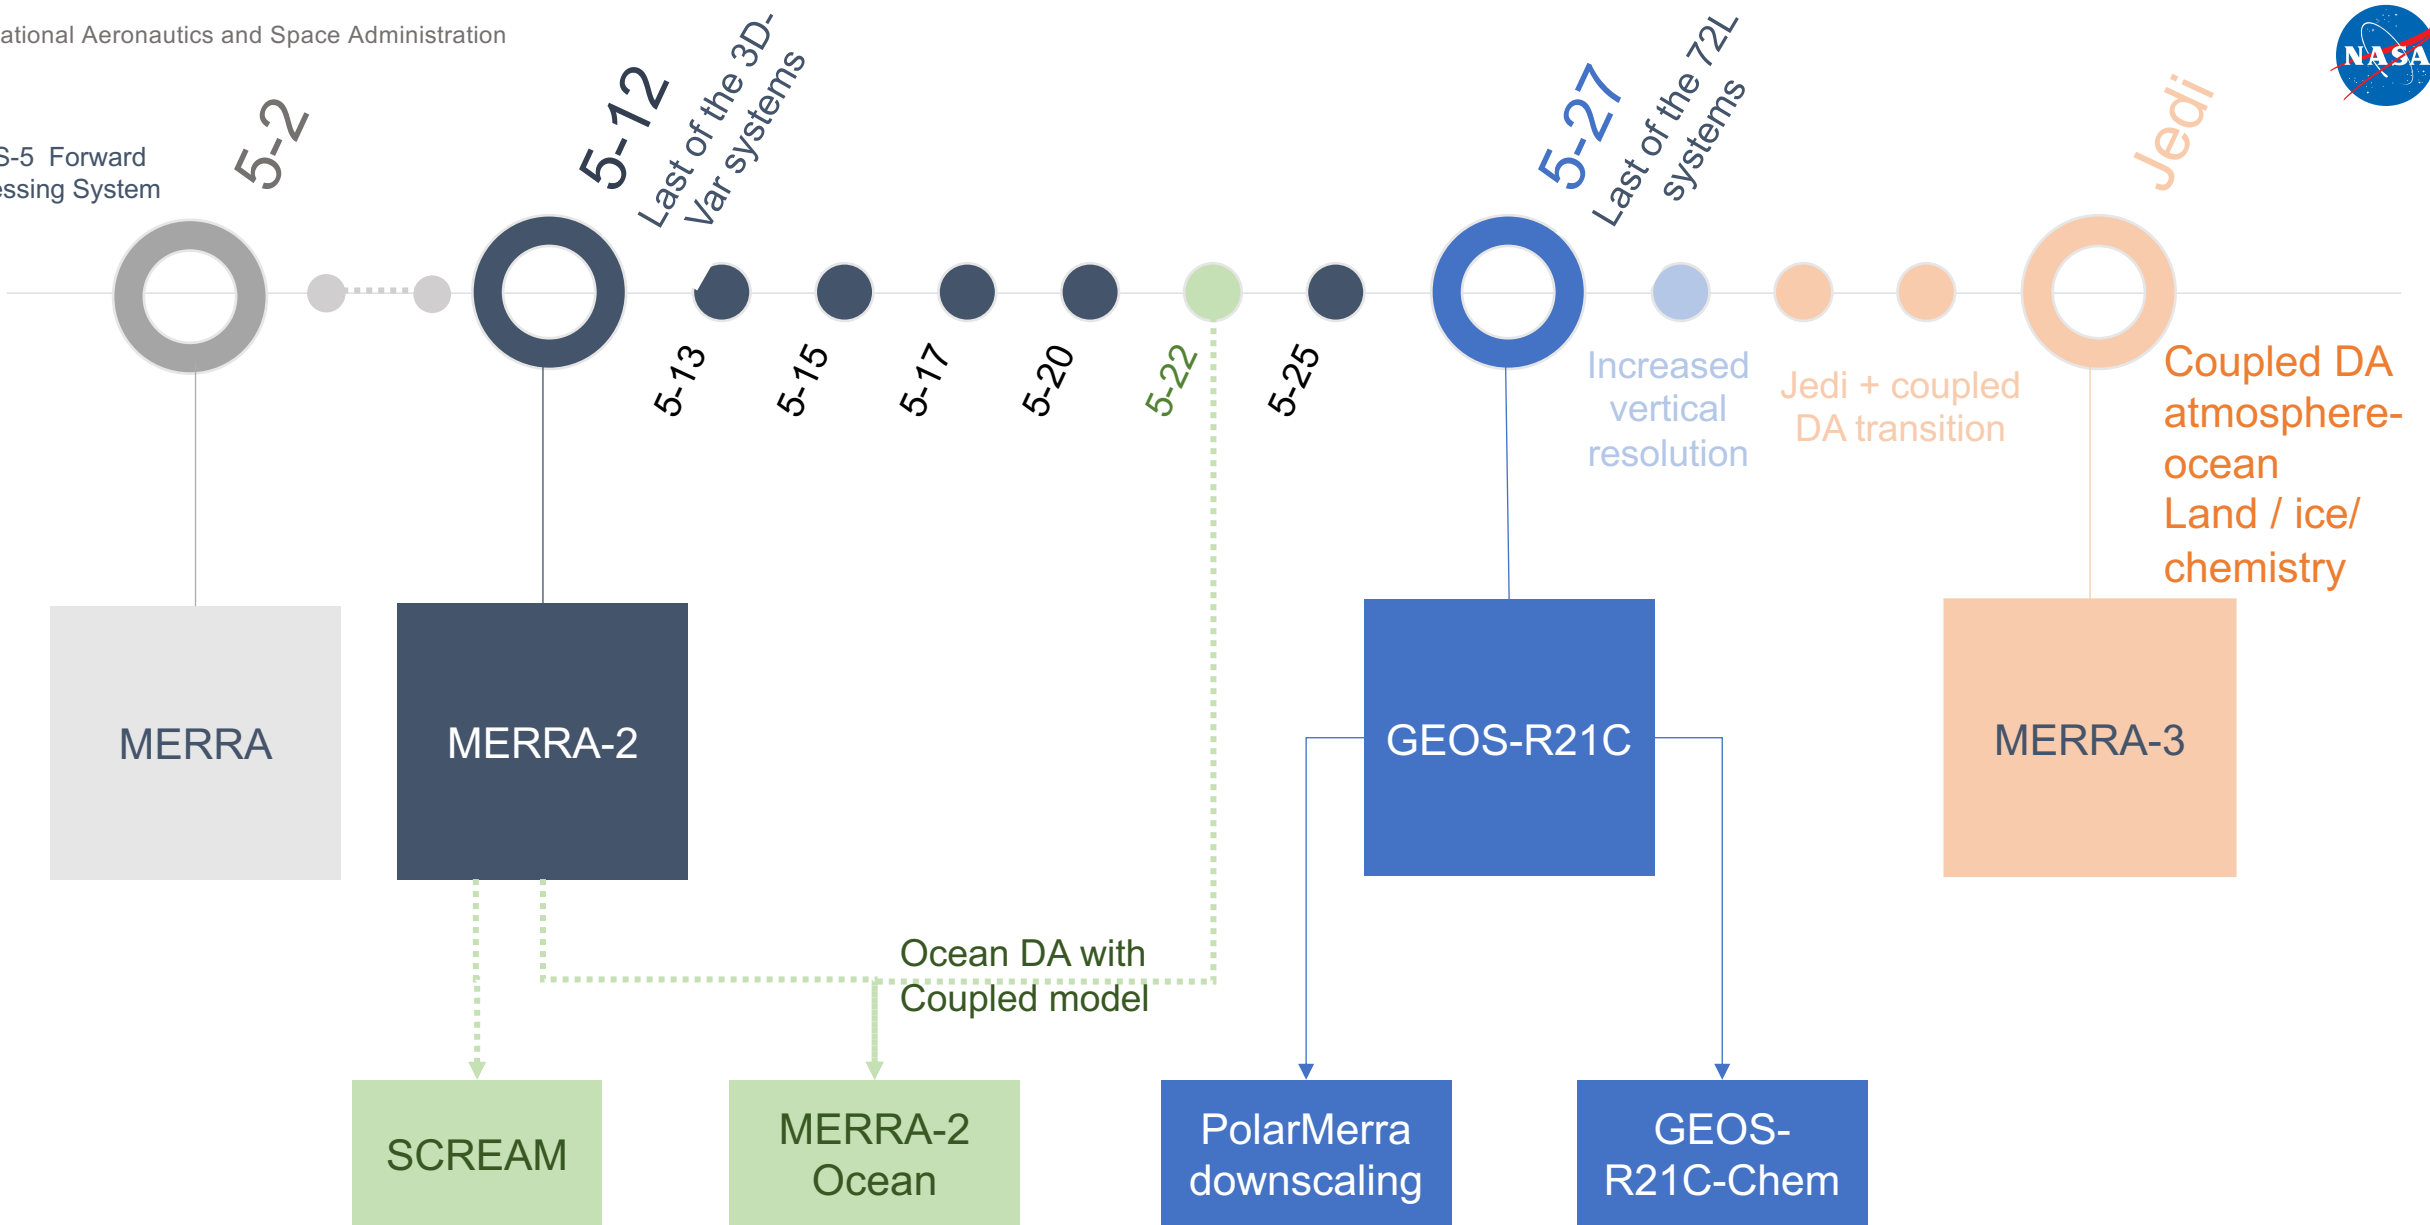 ational Aeronautics and Space Administration
NASA
S-5 Forward
essing System
5-2
5-12
Last of the 3D-
Var systems
5-27
Last of the 72L
systems
Jedi
5-13
5-15
5-17
5-20
5-22
5-25
Increased
vertical
resolution
Jedi + coupled
DA transition
Coupled DA
atmosphere-
ocean
Land / ice/
chemistry
MERRA
MERRA-2
GEOS-R21C
MERRA-3
Ocean DA with
Coupled model
SCREAM
MERRA-2
Ocean
PolarMerra
downscaling
GEOS-
R21C-Chem